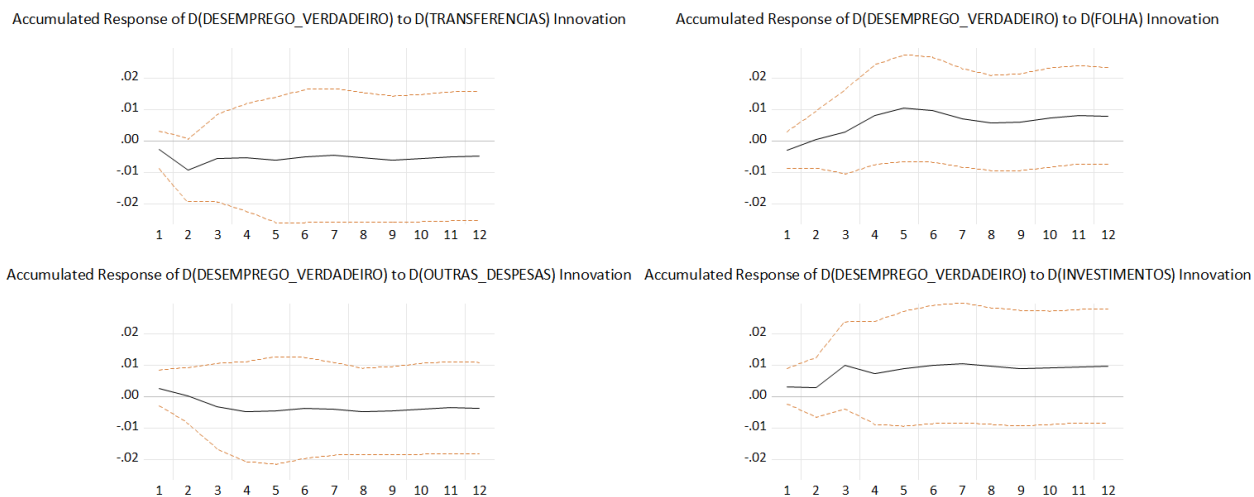 Accumulated Response of D(DESEMPREGO_VERDADEIRO) to D(TRANSFERENCIAS) Innovation
.02
.01
.00
-.01
-.02
1 2 3 4 5 6 7 8 9 10 11 12
Accumulated Response of D(DESEMPREGO_VERDADEIRO) to D(FOLHA) Innovation
.02
.01
.00
-.01
-.02
1 2 3 4 5 6 7 8 9 10 11 12
Accumulated Response of D(DESEMPREGO_VERDADEIRO) to D(OUTRAS_DESPESAS) Innovation
.02
.01
.00
-.01
-.02
1 2 3 4 5 6 7 8 9 10 11 12
Accumulated Response of D(DESEMPREGO_VERDADEIRO) to D(INVESTIMENTOS) Innovation
.02
.01
.00
-.01
-.02
1 2 3 4 5 6 7 8 9 10 11 12